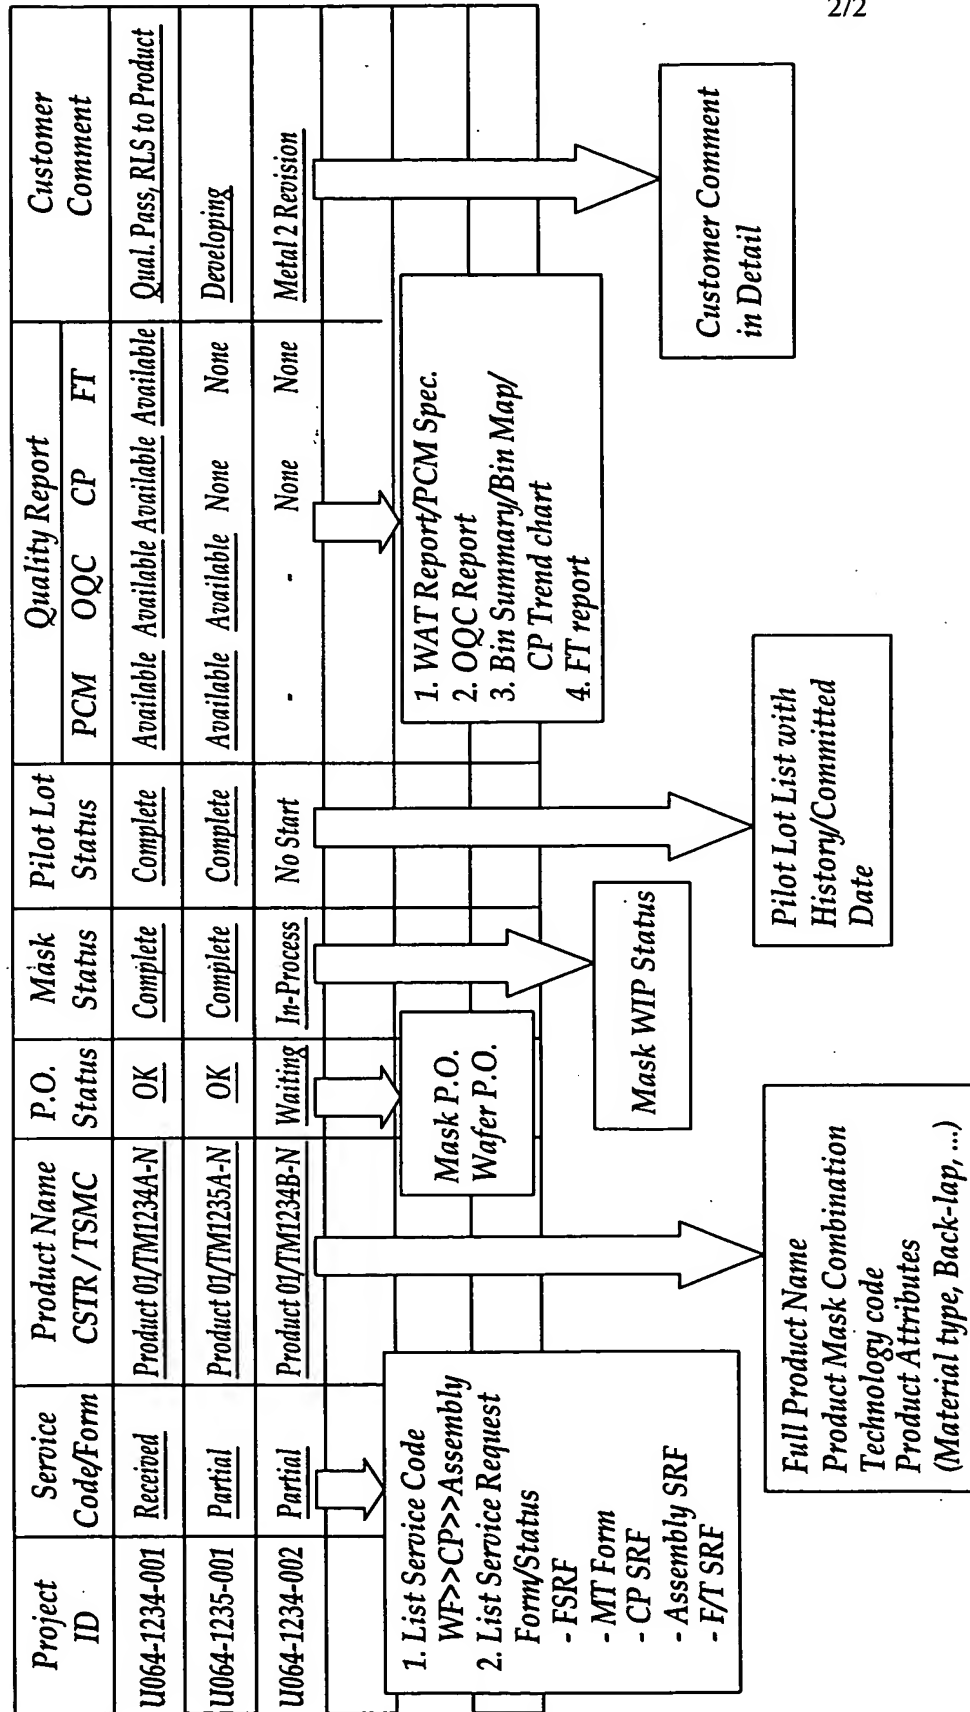 2/2
Project ID
Service Code/Form
Product Name CSTR / TSMC
P.O. Status
Mask Status
Pilot Lot Status
Quality Report
PCM OQC CP FT
Customer Comment
U064-1234-001 Received Product 01/TM1234A-N OK Complete Complete Available Available Available Available Qual. Pass, RLS to Product
U064-1235-001 Partial Product 01/TM1235A-N OK Complete Complete Available Available None None Developing
U064-1234-002 Partial Product 01/TM1234B-N Waiting In-Process No Start - - None None Metal 2 Revision
1. List Service Code
WF>>CP>>Assembly
2. List Service Request
Form/Status
- FSRF
- MT Form
- CP SRF
- Assembly SRF
- F/T SRF
Full Product Name
Product Mask Combination
Technology code
Product Attributes
(Material type, Back-lap, ...)
Mask P.O.
Wafer P.O.
Mask WIP Status
Pilot Lot List with
History/Committed
Date
1. WAT Report/PCM Spec.
2. OQC Report
3. Bin Summary/Bin Map/
CP Trend chart
4. FT report
Customer Comment
in Detail